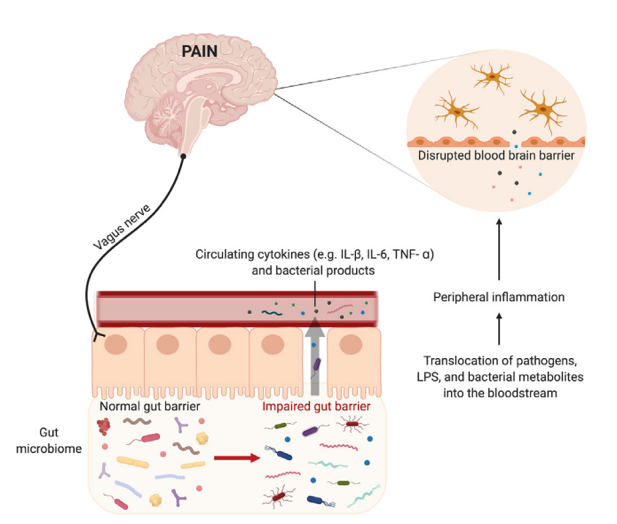 PAIN
Disrupted blood brain barrier
Vagus nerve
Circulating cytokines (e.g. IL-β, IL-6, TNF- α)
and bacterial products
Peripheral inflammation
Translocation of pathogens,
LPS, and bacterial metabolites
into the bloodstream
Normal gut barrier
Impaired gut barrier
Gut
microbiome